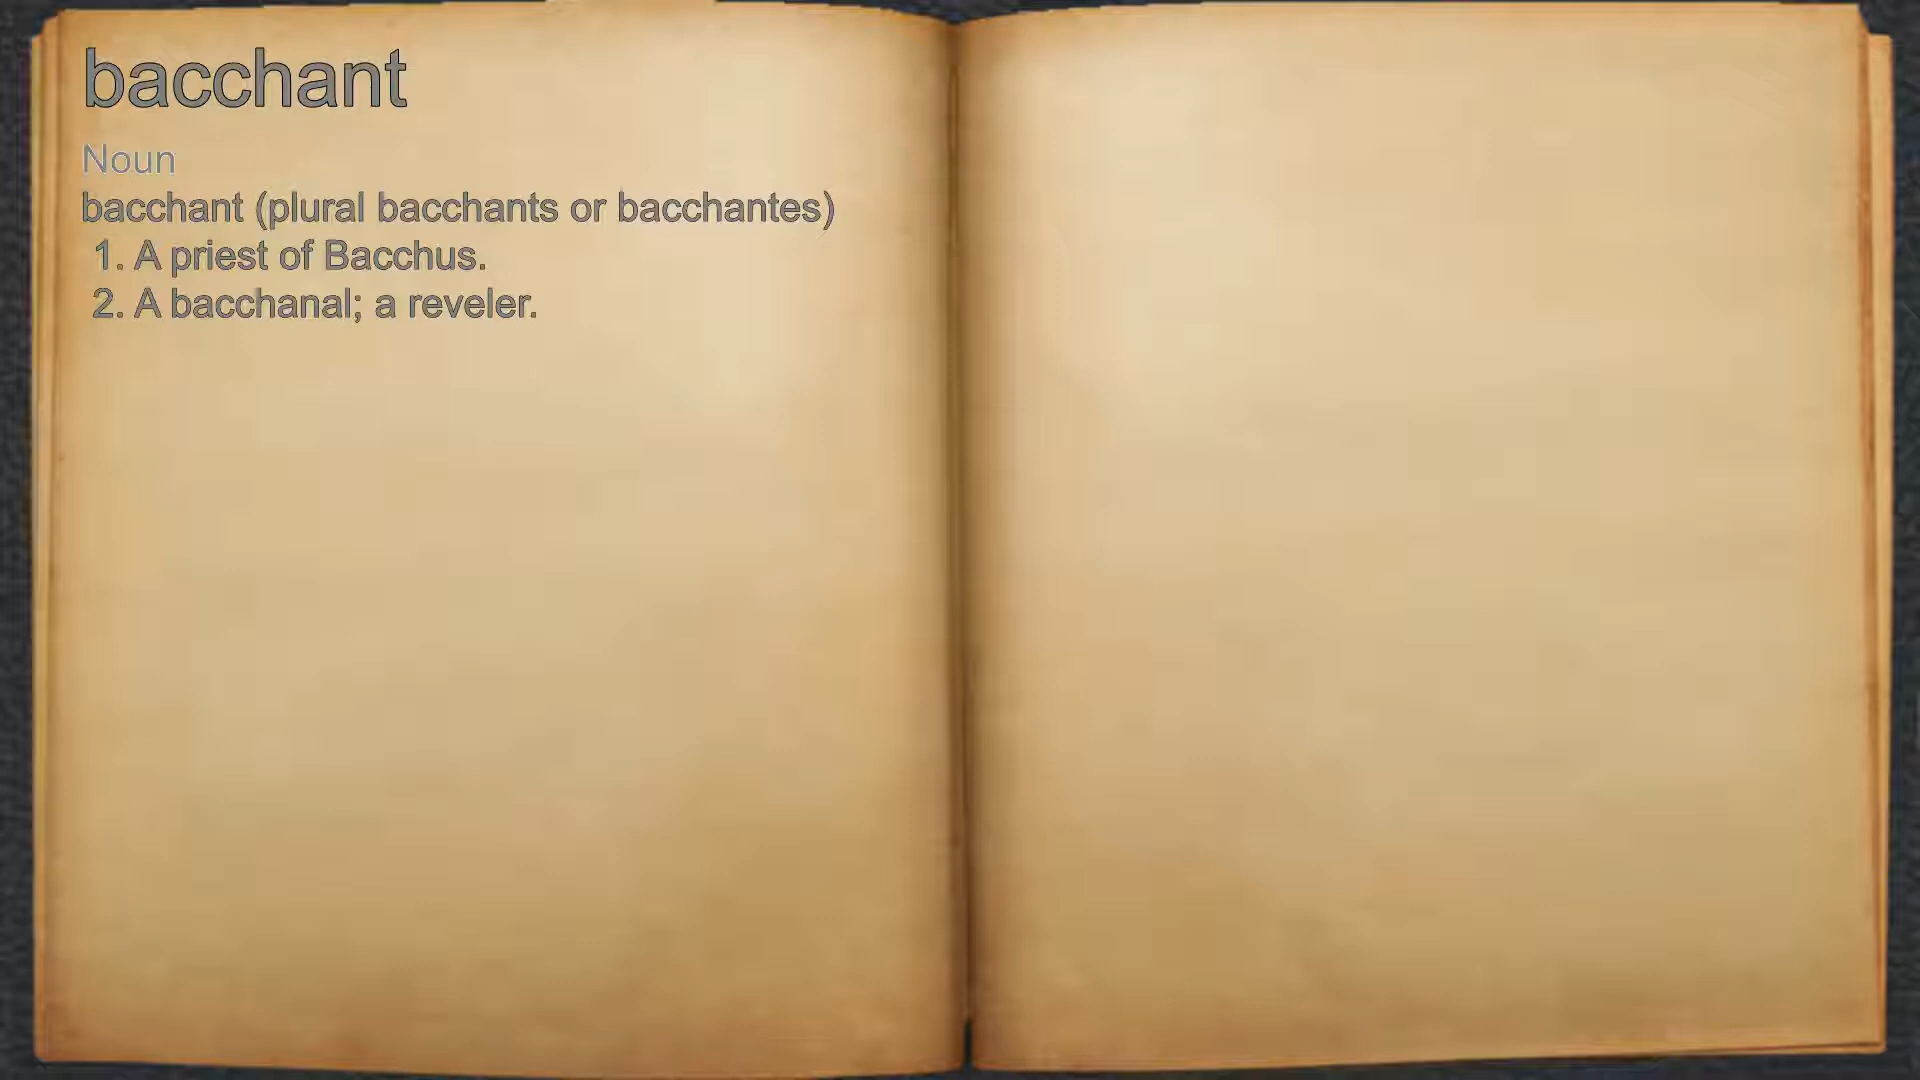 bacchant
Noun
bacchant (plural bacchants or bacchantes)
1. A priest of Bacchus.
2. A bacchanal; a reveler.